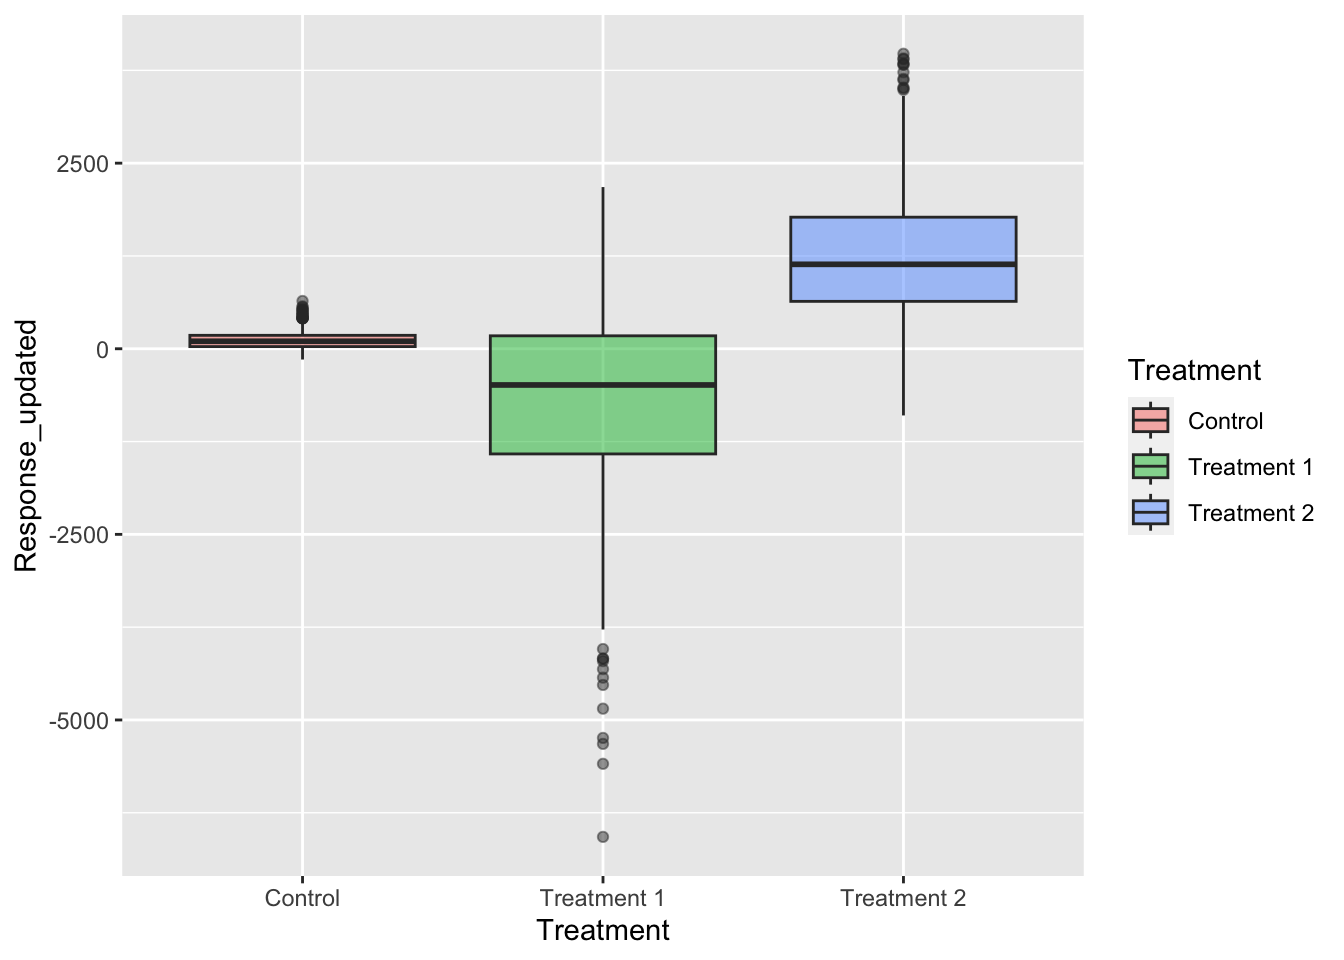 Response_updated
2500
0
-2500
-5000
Control
Treatment 1
Treatment 2
Treatment
Treatment
Control
Treatment 1
Treatment 2